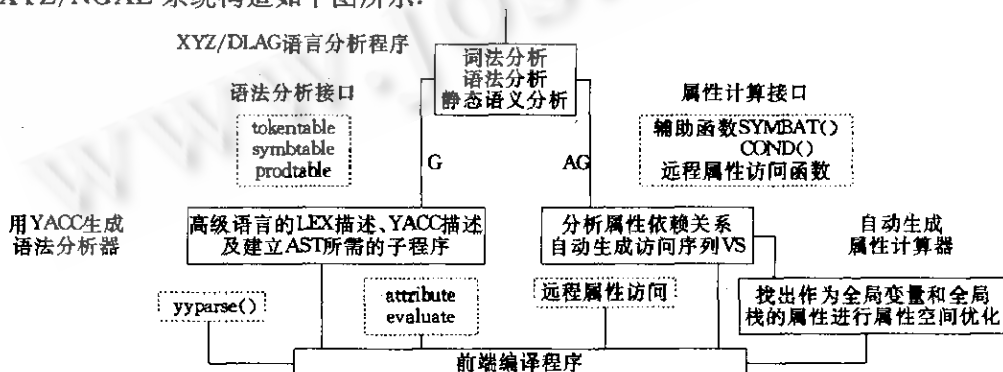 XYZ/NGAL 系统构造如下图所示:
XYZ/DLAG语言分析程序
词法分析
语法分析
静态语义分析
语法分析接口
属性计算接口
tokentable
symbtable
prodtable
辅助函数SYMBAT()
COND()
远程属性访问函数
G
AG
用YACC生成
语法分析器
高级语言的LEX描述、YACC描述
及建立AST所需的子程序
分析属性依赖关系
自动生成访问序列VS
自动生成
属性计算器
yyparse()
attribute
evaluate
远程属性访问
找出作为全局变量和全局
栈的属性进行属性空间优化
前端编译程序